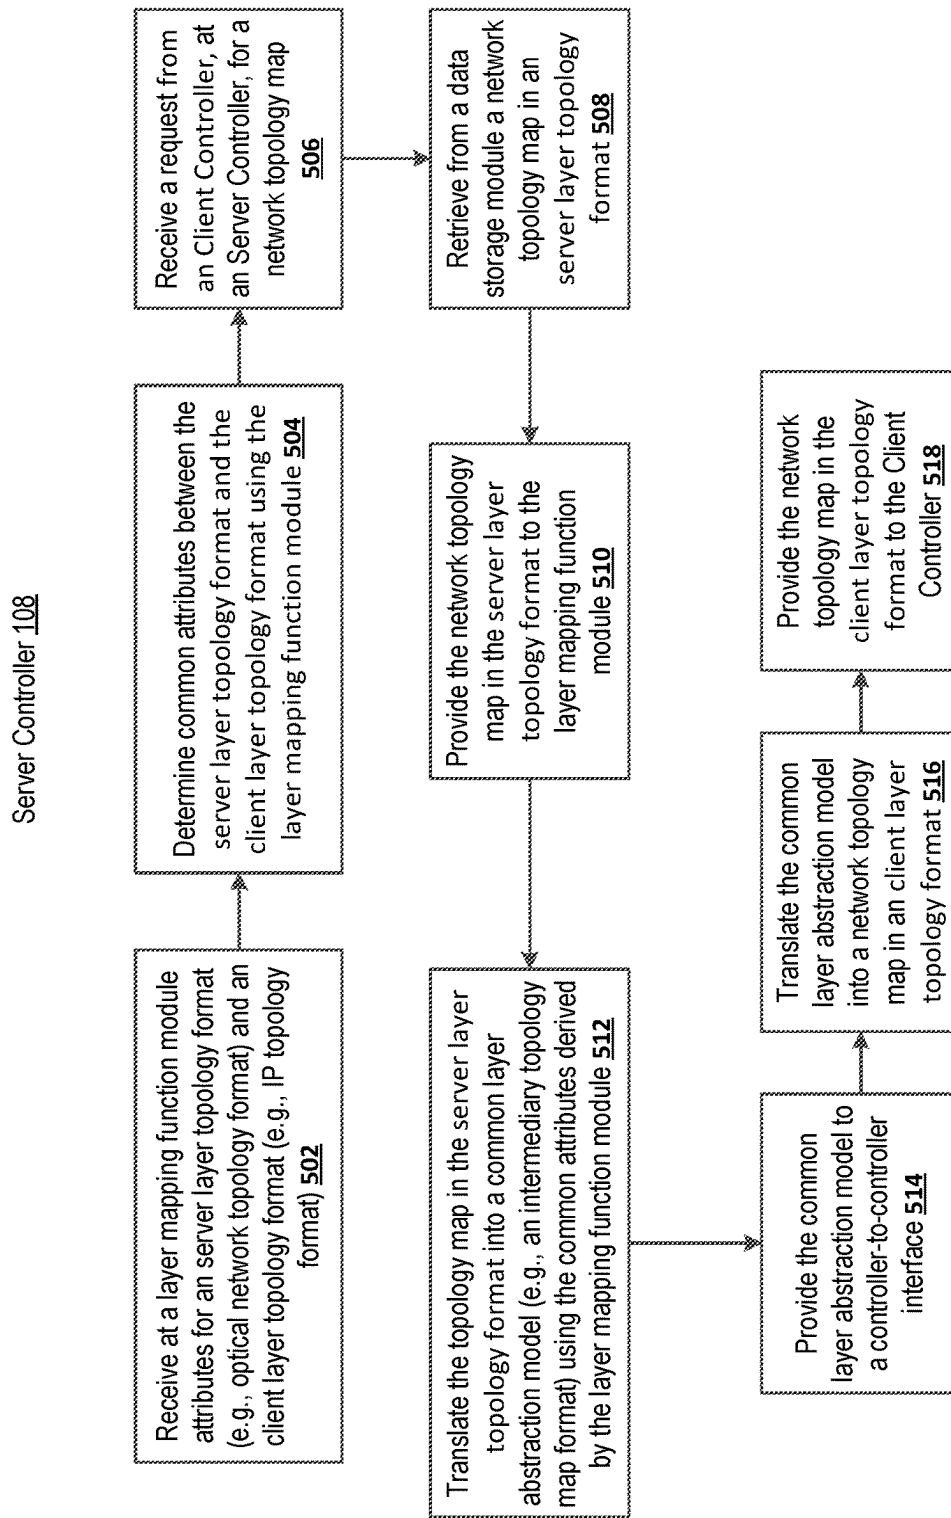 Server Controller 108
Receive at a layer mapping function module
attributes for an server layer topology format
(e.g., optical network topology format) and an
client layer topology format (e.g., IP topology
format) 502
Determine common attributes between the
server layer topology format and the
client layer topology format using the
layer mapping function module 504
Receive a request from
an Client Controller, at
an Server Controller, for a
network topology map
506
Retrieve from a data
storage module a network
topology map in an
server layer topology
format 508
Provide the network topology
map in the server layer
topology format to the
layer mapping function
module 510
Translate the topology map in the server layer
topology format into a common layer
abstraction model (e.g., an intermediary topology
map format) using the common attributes derived
by the layer mapping function module 512
Provide the common
layer abstraction model to
a controller-to-controller
interface 514
Translate the common
layer abstraction model
into a network topology
map in an client layer
topology format 516
Provide the network
topology map in the
client layer topology
format to the Client
Controller 518